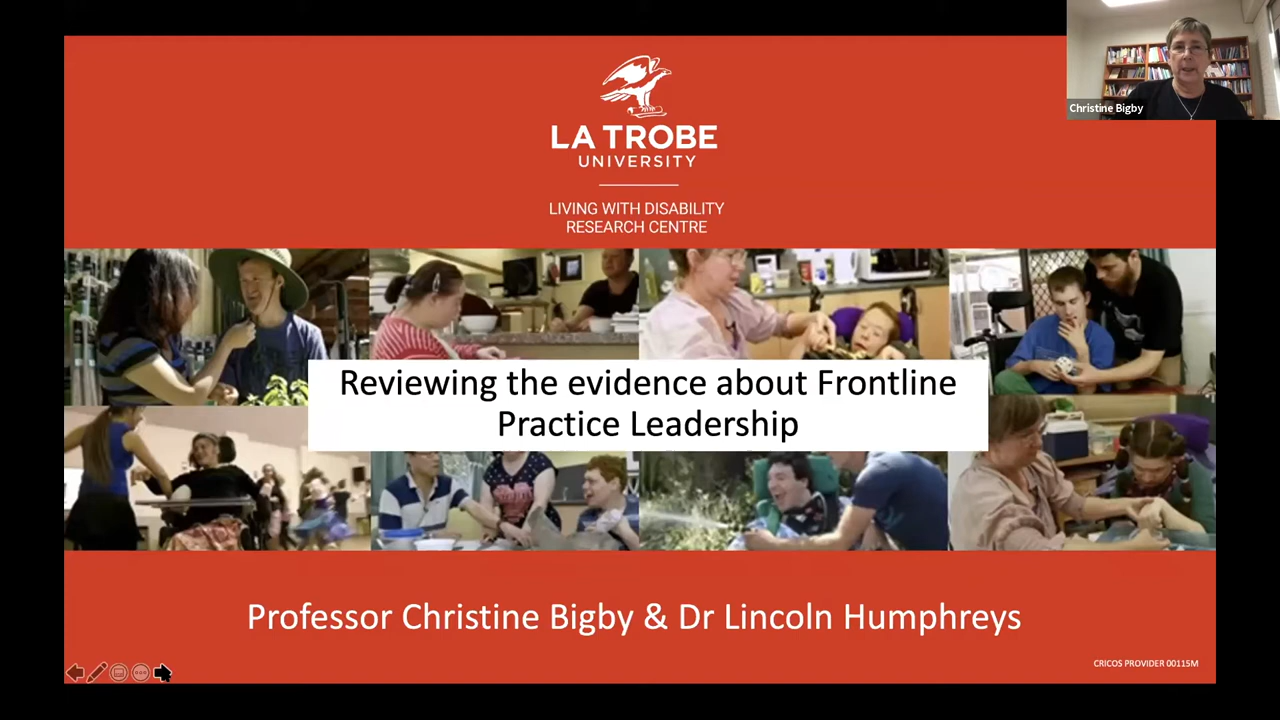 Christine Bigby
LA TROBE
UNIVERSITY
LIVING WITH DISABILITY
RESEARCH CENTRE
Reviewing the evidence about Frontline
Practice Leadership
Professor Christine Bigby & Dr Lincoln Humphreys
CRICOS PROVIDER 00115M